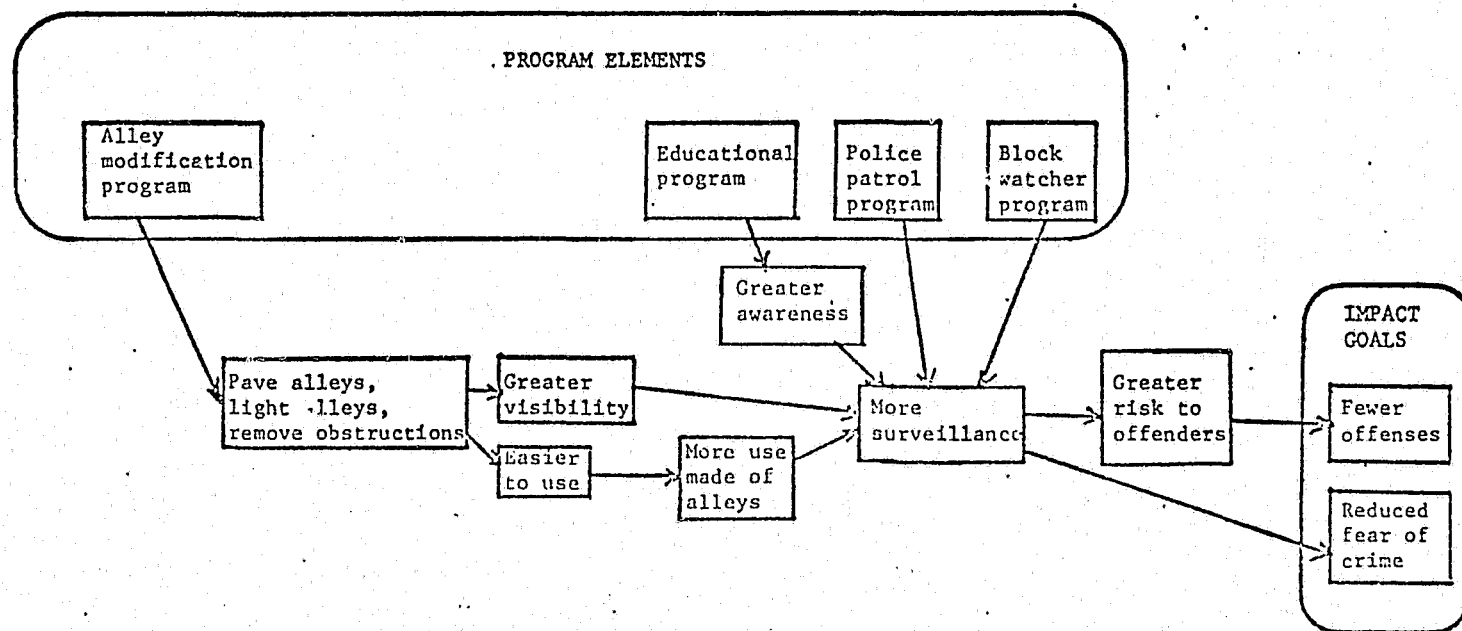 . PROGRAM ELEMENTS
Alley
modification
program
Educational
program
Police
patrol
program
Block
watcher
program
Greater
awareness
IMPACT
GOALS
Pave alleys,
light .lleys,
remove obstructions
Greater
visibility
Easier
to use
More use
made of
alleys
More
surveillance
Greater
risk to
offenders
Fewer
offenses
Reduced
fear of
crime